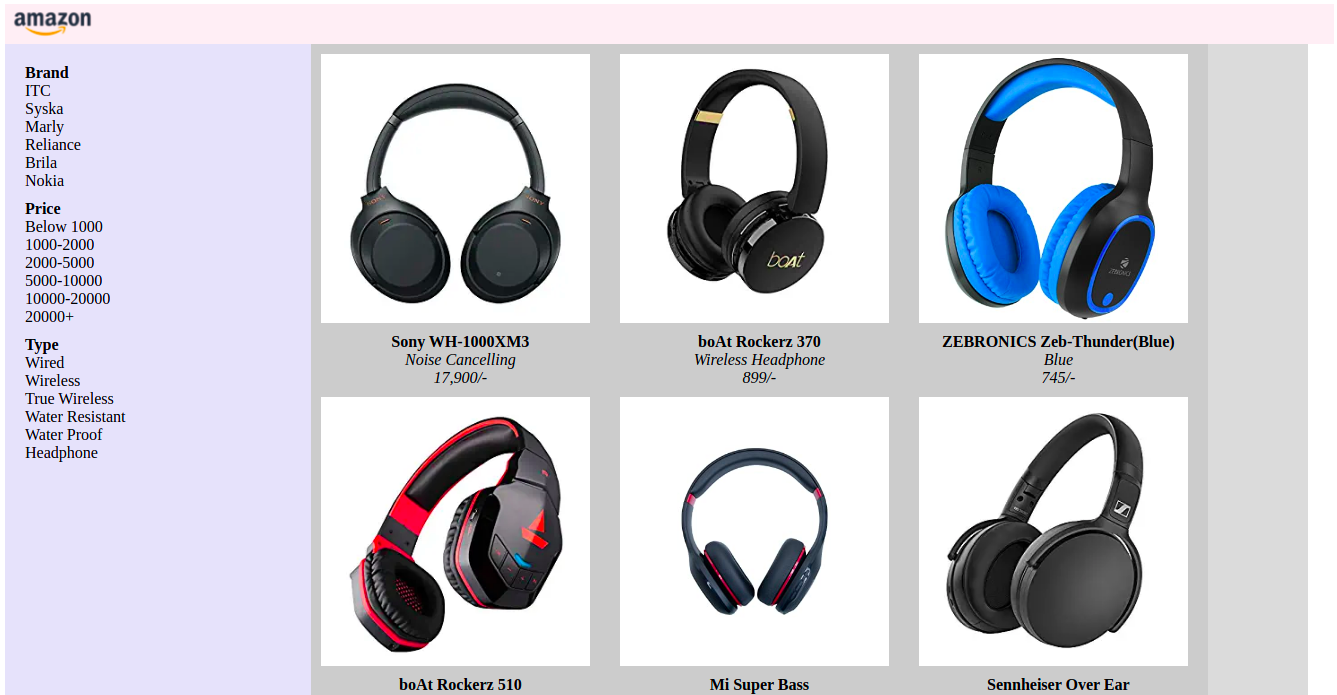 amazon
Brand
ITC
Syska
Marly
Reliance
Brila
Nokia
Price
Below 1000
1000-2000
2000-5000
5000-10000
10000-20000
20000+
Type
Wired
Wireless
True Wireless
Water Resistant
Water Proof
Headphone
SONY
SONY
boAt
ZEBRONICS
Sony WH-1000XM3
Noise Cancelling
17,900/-
boAt Rockerz 370
Wireless Headphone
899/-
ZEBRONICS Zeb-Thunder(Blue)
Blue
745/-
boAt Rockerz 510
Mi Super Bass
Sennheiser Over Ear